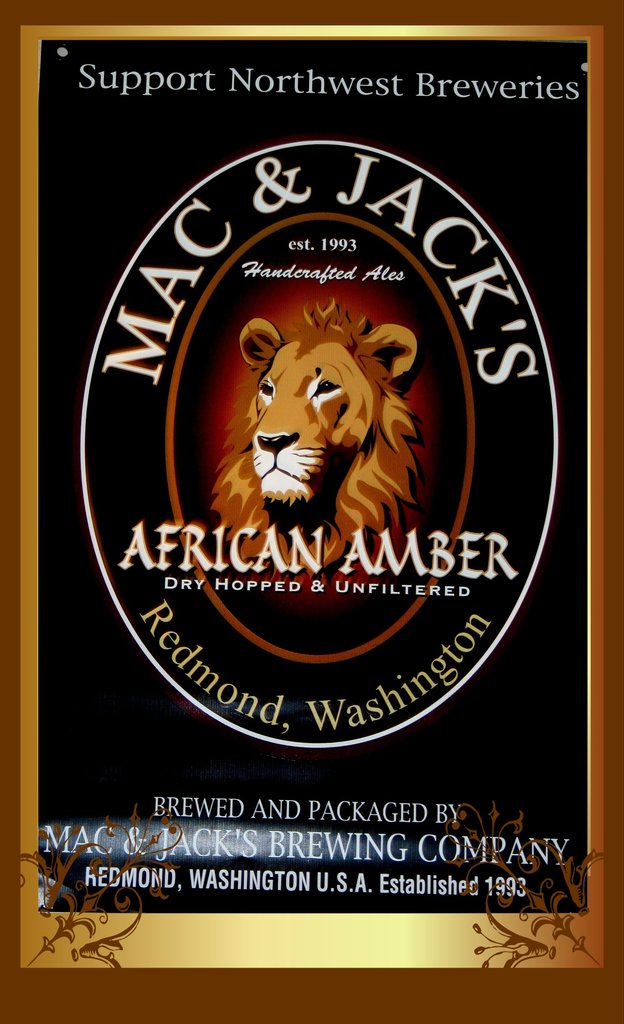 Support Northwest Breweries
MAC & JACK'S
est. 1993
Handcrafted Ales
AFRICAN AMBER
DRY HOPPED & UNFILTERED
Redmond, Washington
BREWED AND PACKAGED BY
MAC & JACK'S BREWING COMPANY
REDMOND, WASHINGTON U.S.A. Established 1993